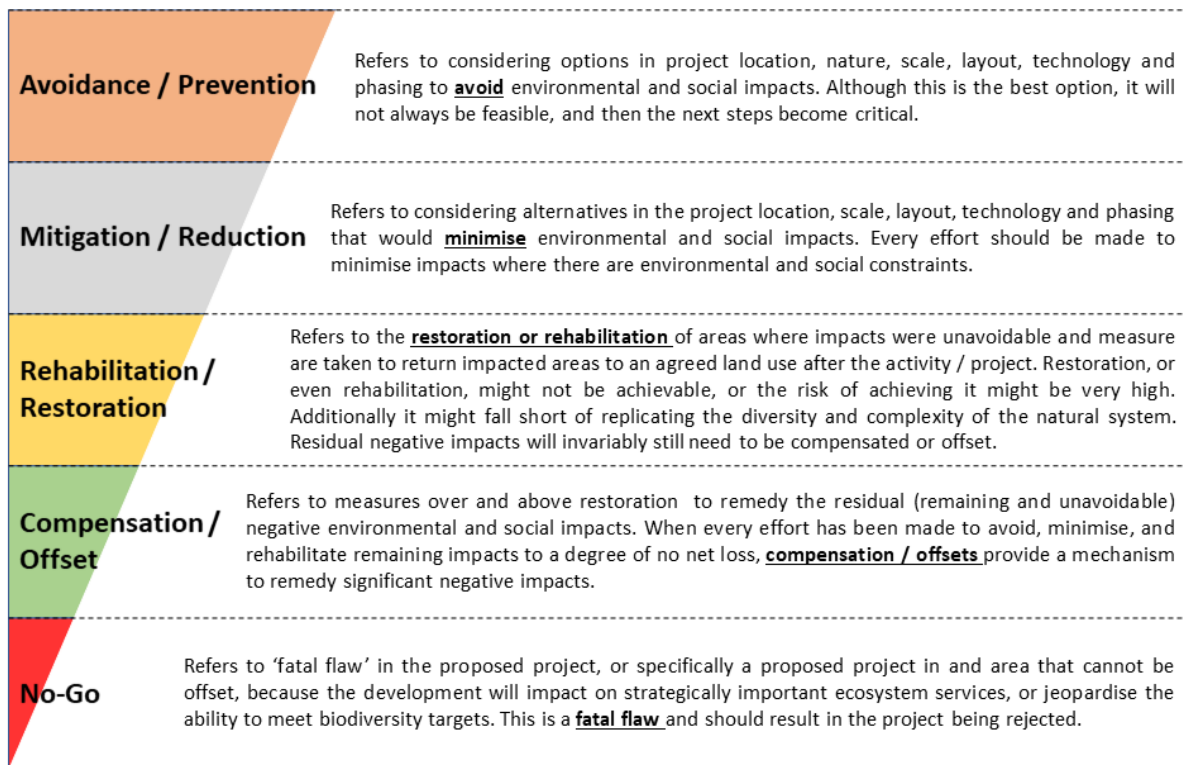 Avoidance / Prevention
Refers to considering options in project location, nature, scale, layout, technology and
phasing to avoid environmental and social impacts. Although this is the best option, it will
not always be feasible, and then the next steps become critical.
Mitigation / Reduction
Refers to considering alternatives in the project location, scale, layout, technology and phasing
that would minimise environmental and social impacts. Every effort should be made to
minimise impacts where there are environmental and social constraints.
Rehabilitation /
Restoration
Refers to the restoration or rehabilitation of areas where impacts were unavoidable and measure
are taken to return impacted areas to an agreed land use after the activity / project. Restoration, or
even rehabilitation, might not be achievable, or the risk of achieving it might be very high.
Additionally it might fall short of replicating the diversity and complexity of the natural system.
Residual negative impacts will invariably still need to be compensated or offset.
Compensation /
Offset
Refers to measures over and above restoration to remedy the residual (remaining and unavoidable)
negative environmental and social impacts. When every effort has been made to avoid, minimise, and
rehabilitate remaining impacts to a degree of no net loss, compensation / offsets provide a mechanism
to remedy significant negative impacts.
No-Go
Refers to ‘fatal flaw’ in the proposed project, or specifically a proposed project in and area that cannot be
offset, because the development will impact on strategically important ecosystem services, or jeopardise the
ability to meet biodiversity targets. This is a fatal flaw and should result in the project being rejected.